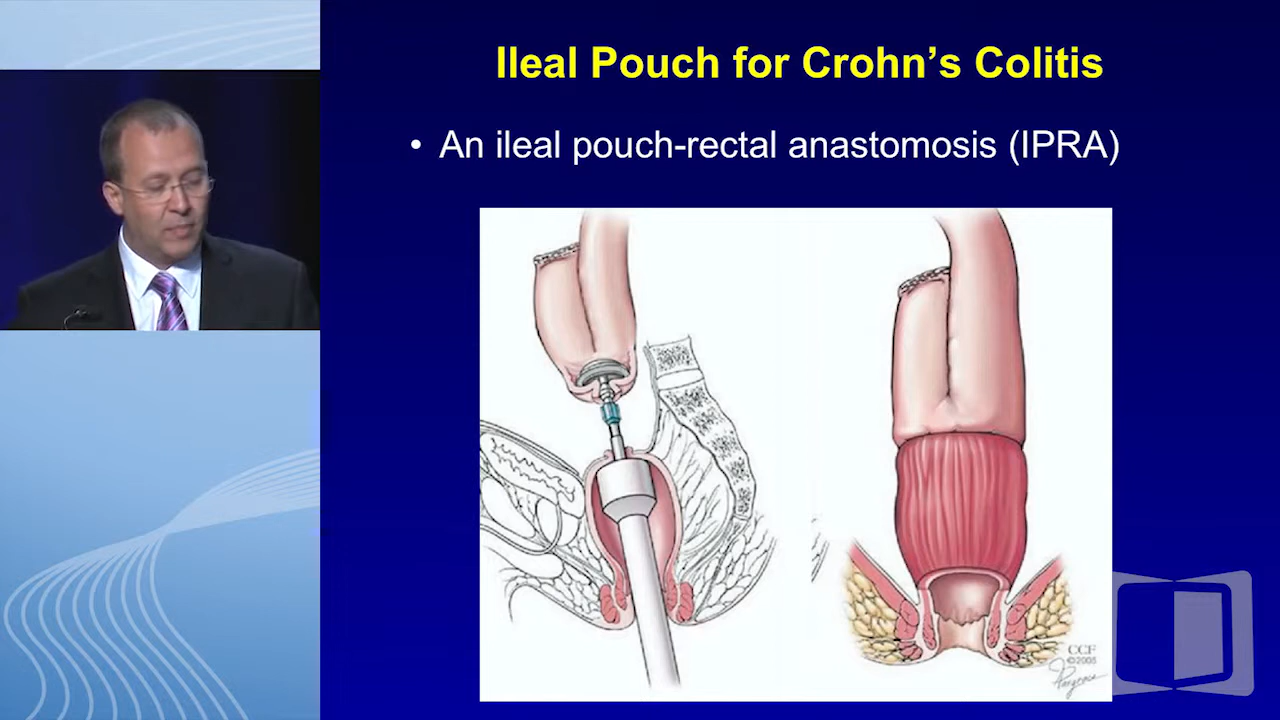 Ileal Pouch for Crohn's Colitis
• An ileal pouch-rectal anastomosis (IPRA)
CCF
©2005